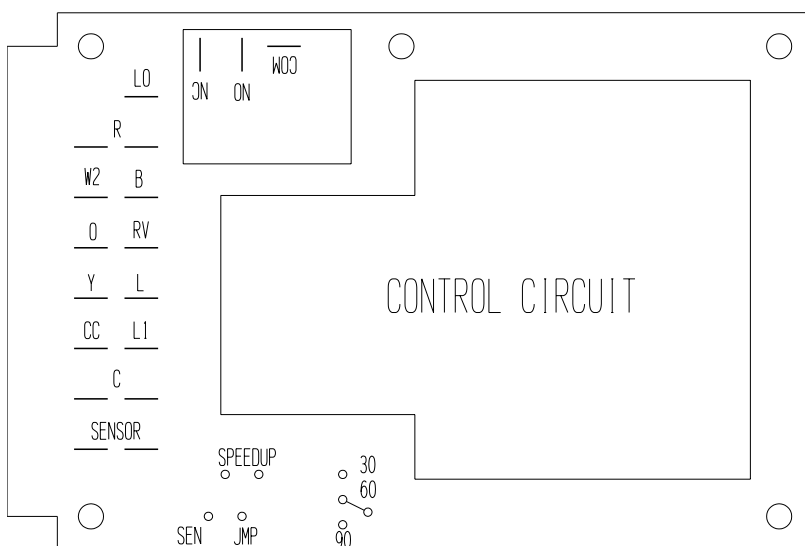 LO
NC NO COM
R
W2 B
O RV
Y L
CC L1
C
SENSOR
CONTROL CIRCUIT
SPEEDUP
30
60
90
SEN JMP